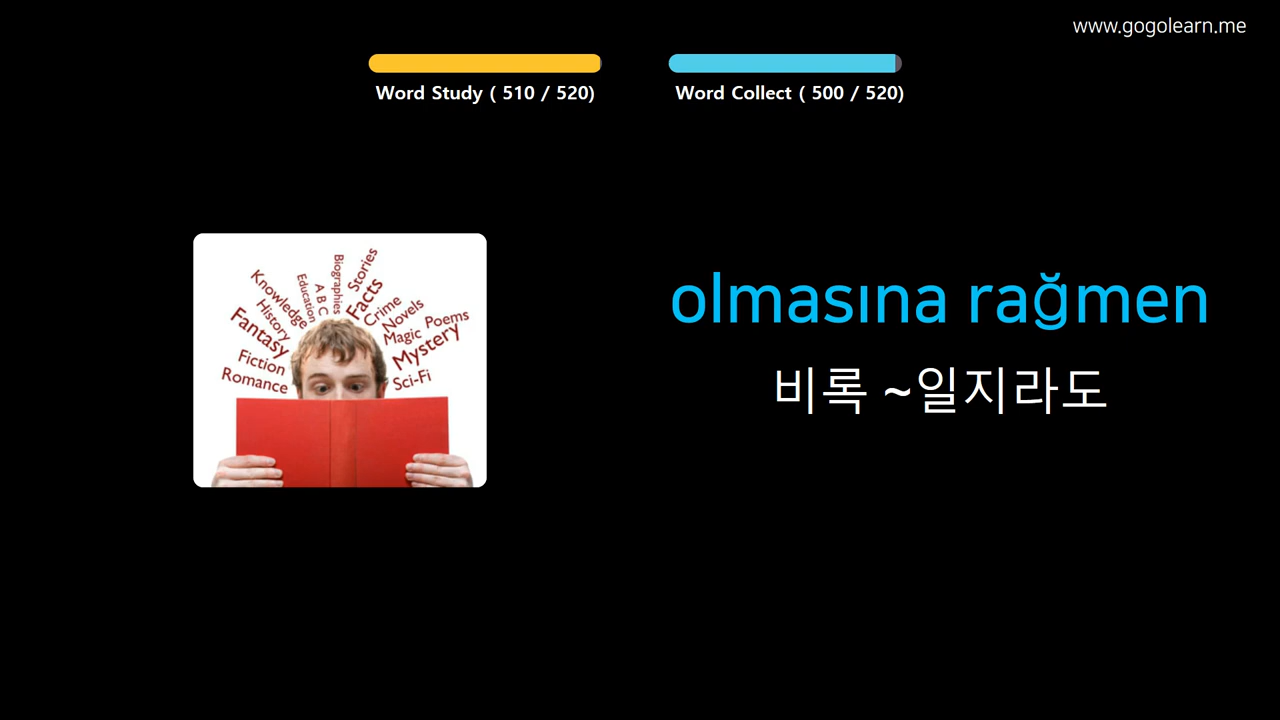 www.gogolearn.me
Word Study ( 510 / 520)
Word Collect ( 500 / 520)
Knowledge
History
Fantasy
Fiction
Romance
Education
A B C
Biographies
Stories
Facts
Crime
Novels
Magic
Poems
Mystery
Sci-Fi
olmasına rağmen
비록 ~일지라도